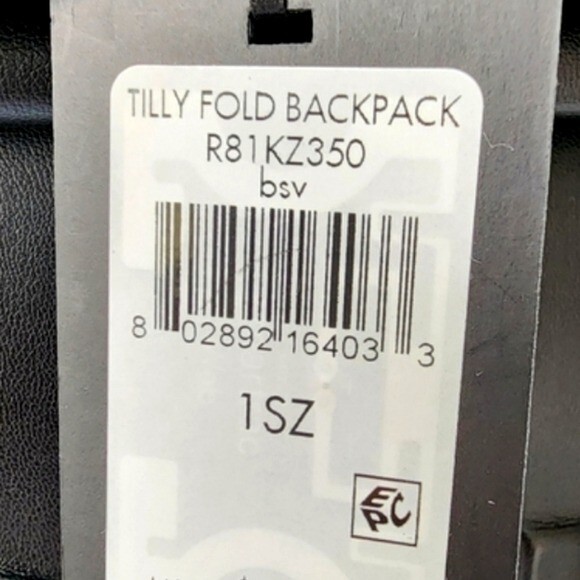 TILLY FOLD BACKPACK
R81KZ350
bsv
8 02892 16403 3
1SZ
EPC